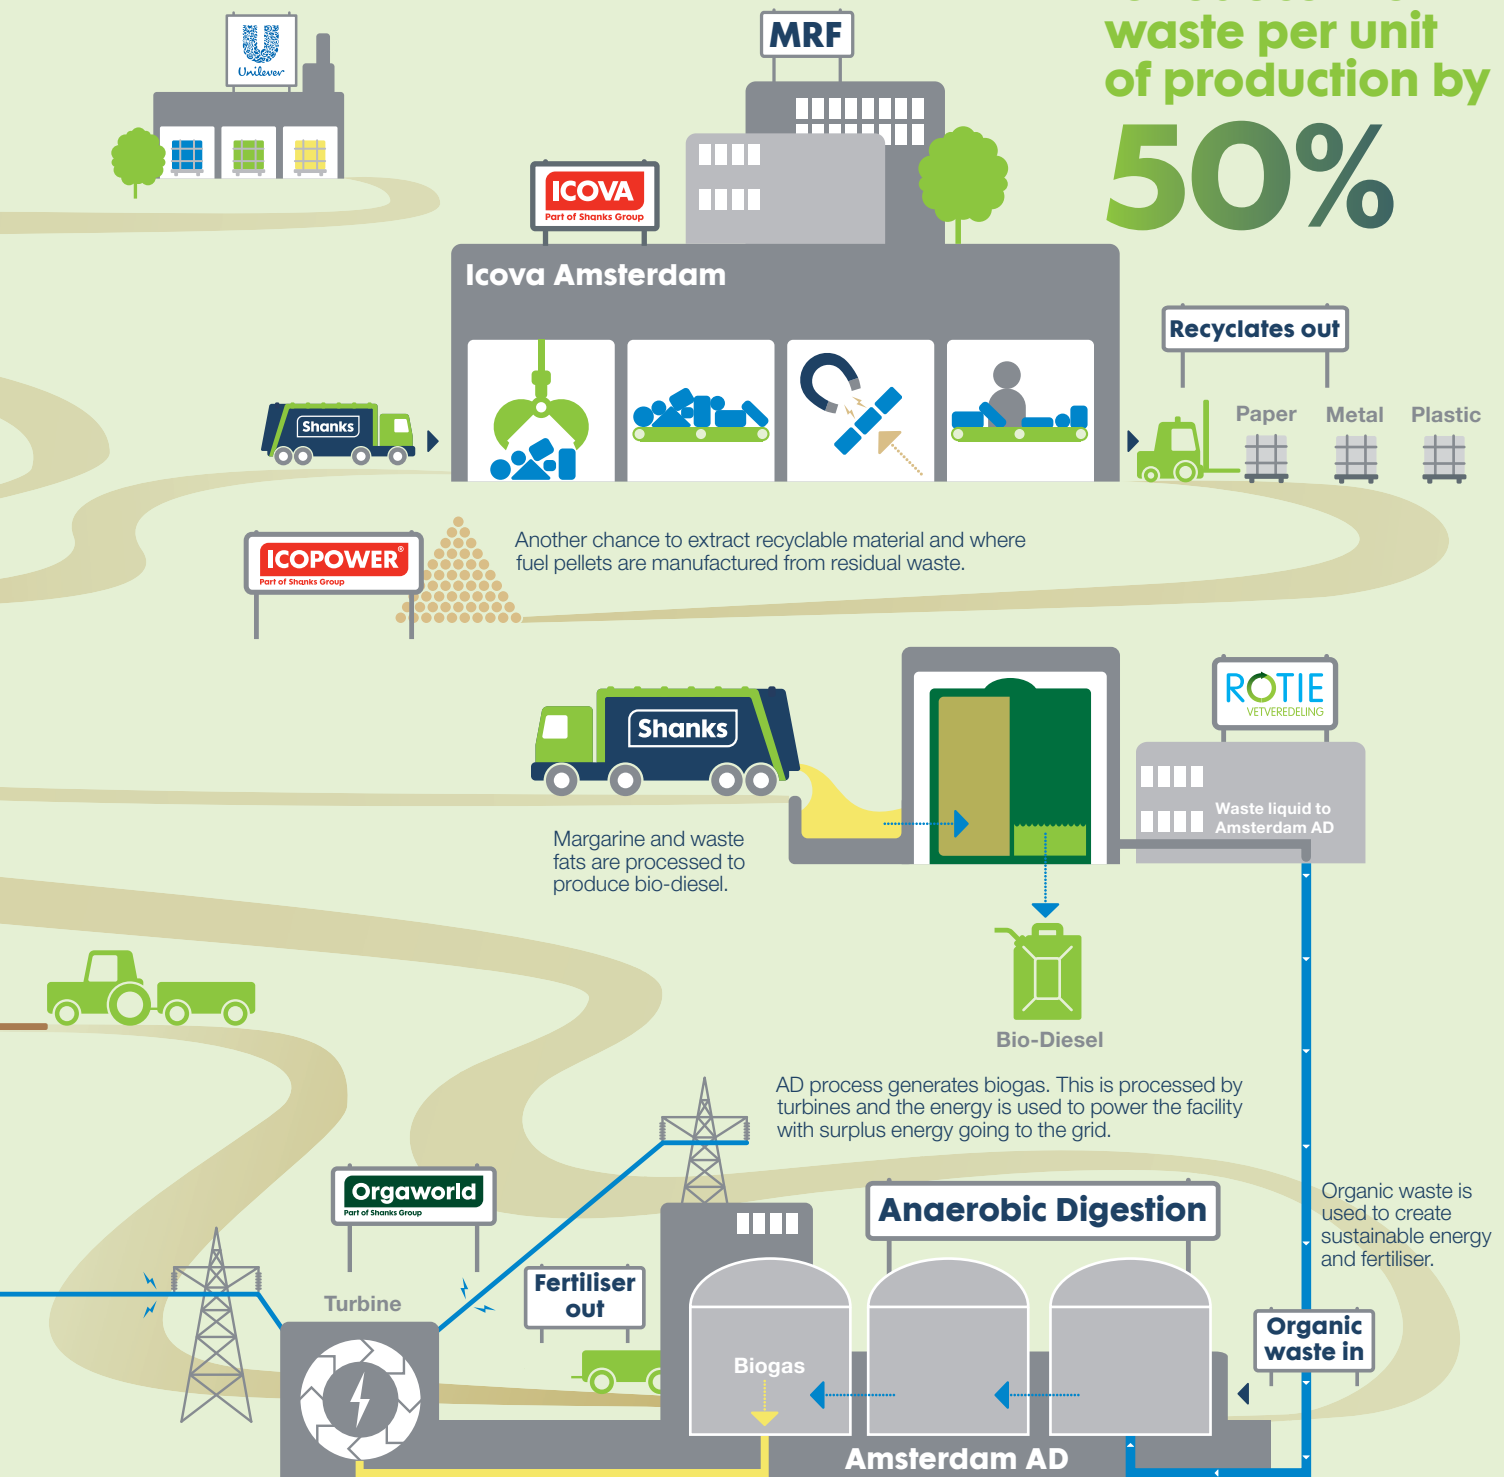 waste per unit
of production by
50%
Unilever
MRF
ICOVA
Part of Shanks Group
Icova Amsterdam
Recyclates out
Paper
Metal
Plastic
Shanks
ICOPOWER®
Part of Shanks Group
Another chance to extract recyclable material and where
fuel pellets are manufactured from residual waste.
Shanks
ROTIE
VETVEREDELING
Waste liquid to
Amsterdam AD
Margarine and waste
fats are processed to
produce bio-diesel.
Bio-Diesel
AD process generates biogas. This is processed by
turbines and the energy is used to power the facility
with surplus energy going to the grid.
Orgaworld
Part of Shanks Group
Anaerobic Digestion
Organic waste is
used to create
sustainable energy
and fertiliser.
Turbine
Fertiliser
out
Organic
waste in
Biogas
Amsterdam AD